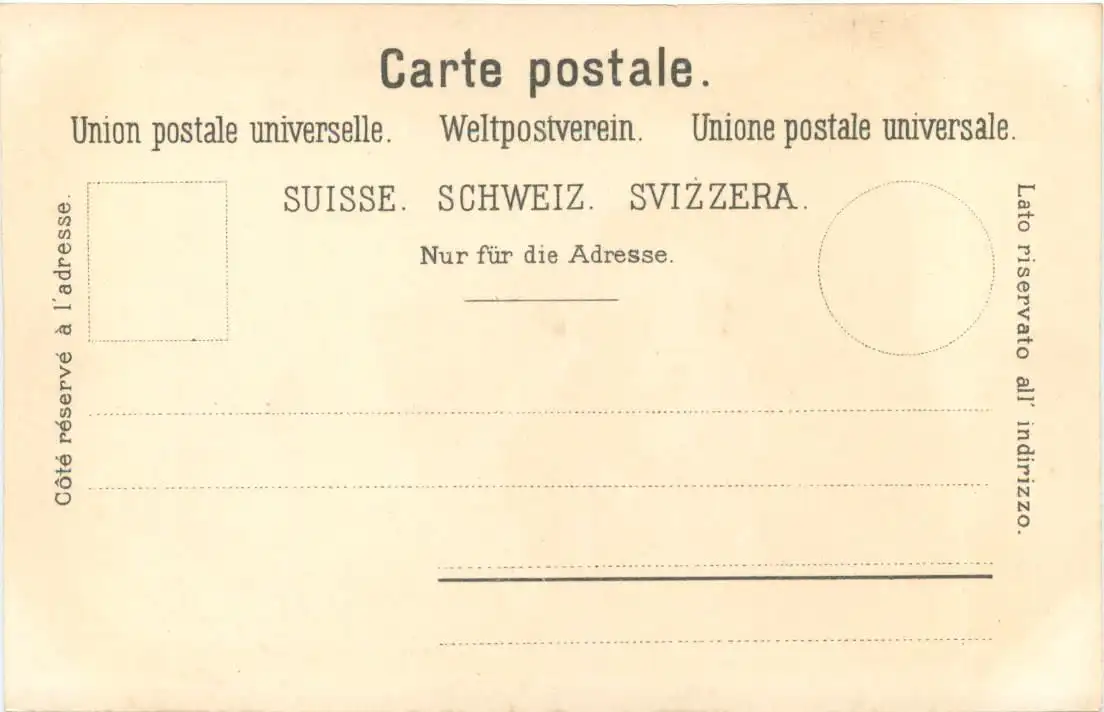 Carte postale.
Union postale universelle. Weltpostverein. Unione postale universale.
SUISSE. SCHWEIZ. SVIZZERA.
Nur für die Adresse.
Côté réservé à l'adresse.
Lato riservato all' indirizzo.